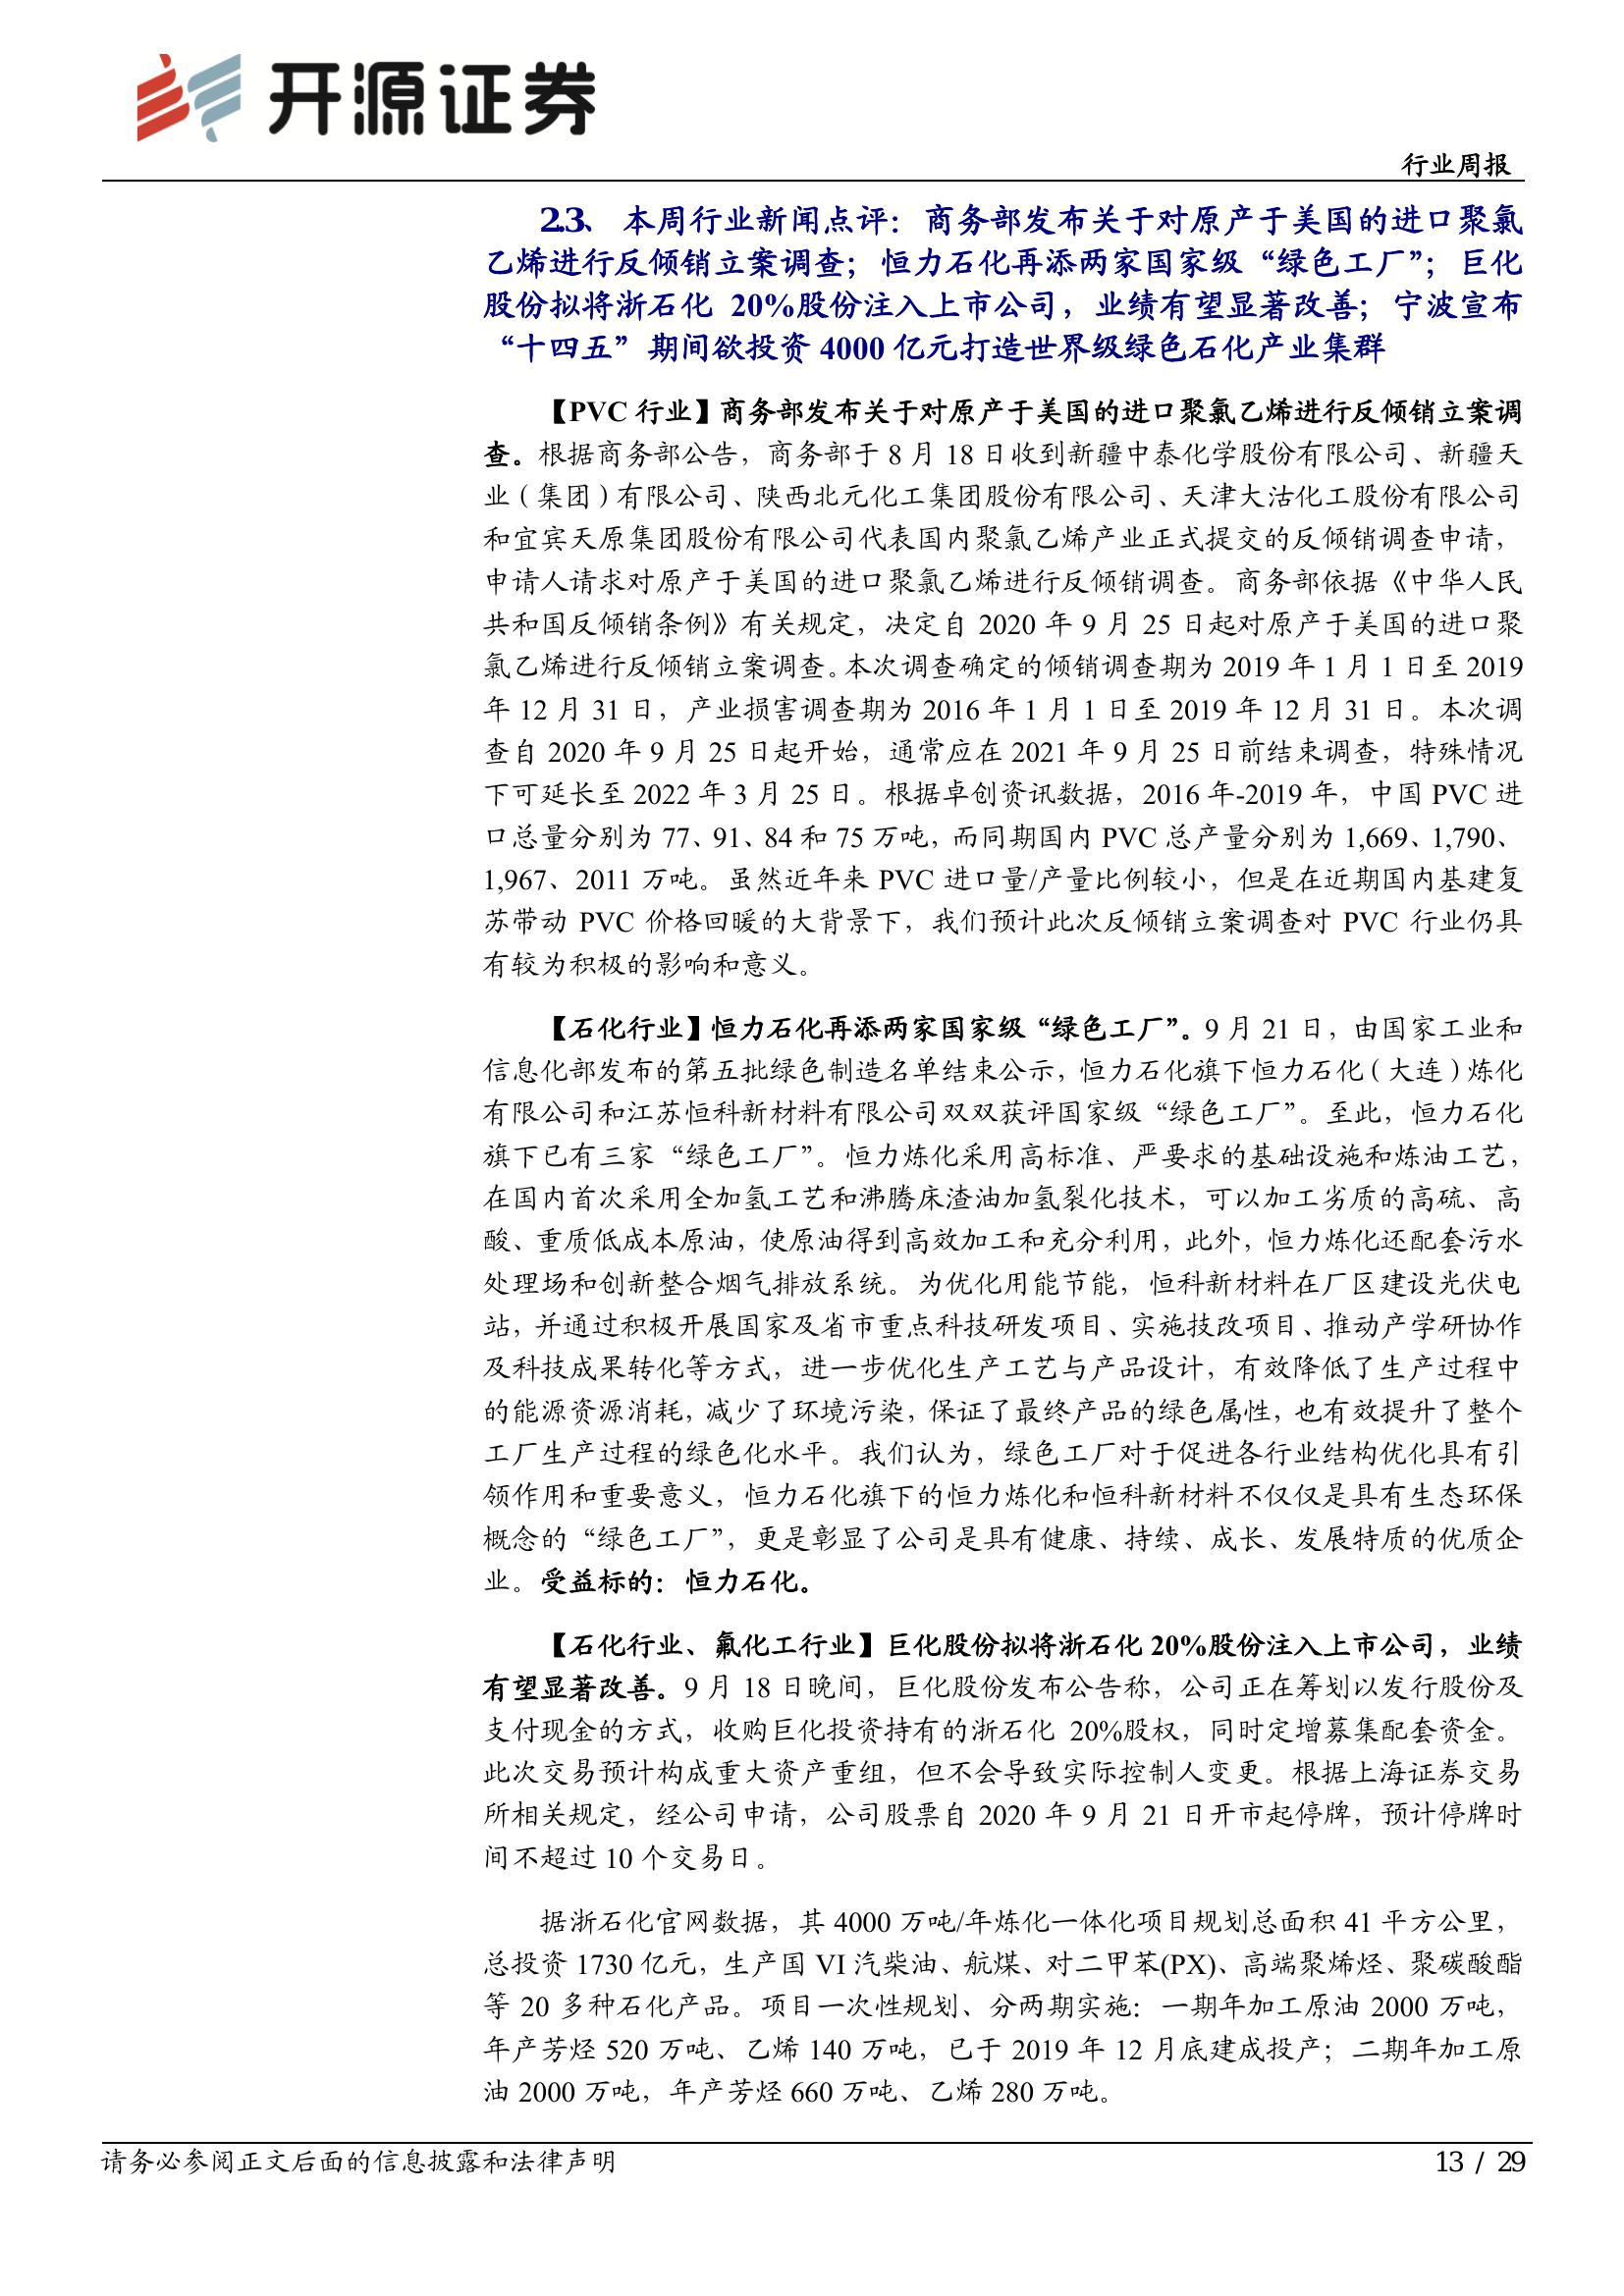 开源证券
行业周报
2.3、 本周行业新闻点评：商务部发布关于对原产于美国的进口聚氯
乙烯进行反倾销立案调查；恒力石化再添两家国家级“绿色工厂”；巨化
股份拟将浙石化 20%股份注入上市公司，业绩有望显著改善；宁波宣布
“十四五”期间欲投资 4000 亿元打造世界级绿色石化产业集群
【PVC 行业】商务部发布关于对原产于美国的进口聚氯乙烯进行反倾销立案调
查。根据商务部公告，商务部于 8 月 18 日收到新疆中泰化学股份有限公司、新疆天
业（集团）有限公司、陕西北元化工集团股份有限公司、天津大沽化工股份有限公司
和宜宾天原集团股份有限公司代表国内聚氯乙烯产业正式提交的反倾销调查申请，
申请人请求对原产于美国的进口聚氯乙烯进行反倾销调查。商务部依据《中华人民
共和国反倾销条例》有关规定，决定自 2020 年 9 月 25 日起对原产于美国的进口聚
氯乙烯进行反倾销立案调查。本次调查确定的倾销调查期为 2019 年 1 月 1 日至 2019
年 12 月 31 日，产业损害调查期为 2016 年 1 月 1 日至 2019 年 12 月 31 日。本次调
查自 2020 年 9 月 25 日起开始，通常应在 2021 年 9 月 25 日前结束调查，特殊情况
下可延长至 2022 年 3 月 25 日。根据卓创资讯数据，2016 年-2019 年，中国 PVC 进
口总量分别为 77、91、84 和 75 万吨，而同期国内 PVC 总产量分别为 1,669、1,790、
1,967、2011 万吨。虽然近年来 PVC 进口量/产量比例较小，但是在近期国内基建复
苏带动 PVC 价格回暖的大背景下，我们预计此次反倾销立案调查对 PVC 行业仍具
有较为积极的影响和意义。
【石化行业】恒力石化再添两家国家级“绿色工厂”。9 月 21 日，由国家工业和
信息化部发布的第五批绿色制造名单结束公示，恒力石化旗下恒力石化（大连）炼化
有限公司和江苏恒科新材料有限公司双双获评国家级“绿色工厂”。至此，恒力石化
旗下已有三家“绿色工厂”。恒力炼化采用高标准、严要求的基础设施和炼油工艺，
在国内首次采用全加氢工艺和沸腾床渣油加氢裂化技术，可以加工劣质的高硫、高
酸、重质低成本原油，使原油得到高效加工和充分利用，此外，恒力炼化还配套污水
处理场和创新整合烟气排放系统。为优化用能节能，恒科新材料在厂区建设光伏电
站，并通过积极开展国家及省市重点科技研发项目、实施技改项目、推动产学研协作
及科技成果转化等方式，进一步优化生产工艺与产品设计，有效降低了生产过程中
的能源资源消耗，减少了环境污染，保证了最终产品的绿色属性，也有效提升了整个
工厂生产过程的绿色化水平。我们认为，绿色工厂对于促进各行业结构优化具有引
领作用和重要意义，恒力石化旗下的恒力炼化和恒科新材料不仅仅是具有生态环保
概念的“绿色工厂”，更是彰显了公司是具有健康、持续、成长、发展特质的优质企
业。受益标的：恒力石化。
【石化行业、氟化工行业】巨化股份拟将浙石化 20%股份注入上市公司，业绩
有望显著改善。9 月 18 日晚间，巨化股份发布公告称，公司正在筹划以发行股份及
支付现金的方式，收购巨化投资持有的浙石化 20%股权，同时定增募集配套资金。
此次交易预计构成重大资产重组，但不会导致实际控制人变更。根据上海证券交易
所相关规定，经公司申请，公司股票自 2020 年 9 月 21 日开市起停牌，预计停牌时
间不超过 10 个交易日。
据浙石化官网数据，其 4000 万吨/年炼化一体化项目规划总面积 41 平方公里，
总投资 1730 亿元，生产国 VI 汽柴油、航煤、对二甲苯(PX)、高端聚烯烃、聚碳酸酯
等 20 多种石化产品。项目一次性规划、分两期实施：一期年加工原油 2000 万吨，
年产芳烃 520 万吨、乙烯 140 万吨，已于 2019 年 12 月底建成投产；二期年加工原
油 2000 万吨，年产芳烃 660 万吨、乙烯 280 万吨。
请务必参阅正文后面的信息披露和法律声明
13 / 29